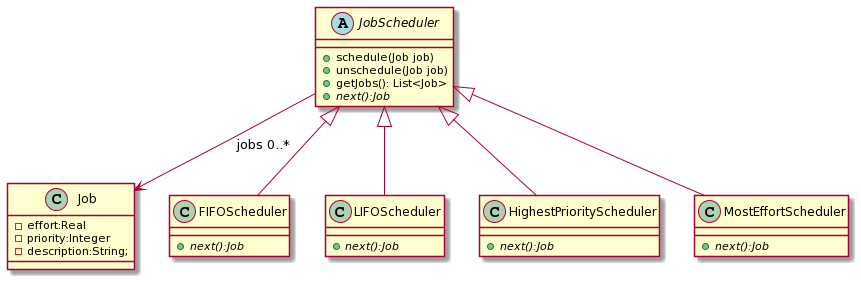 A JobScheduler
schedule(Job job)
unschedule(Job job)
getJobs(): List<Job>
next():Job
jobs 0..*
C Job
effort:Real
priority:Integer
description:String;
C FIFOScheduler
next():Job
C LIFOScheduler
next():Job
C HighestPriorityScheduler
next():Job
C MostEffortScheduler
next():Job